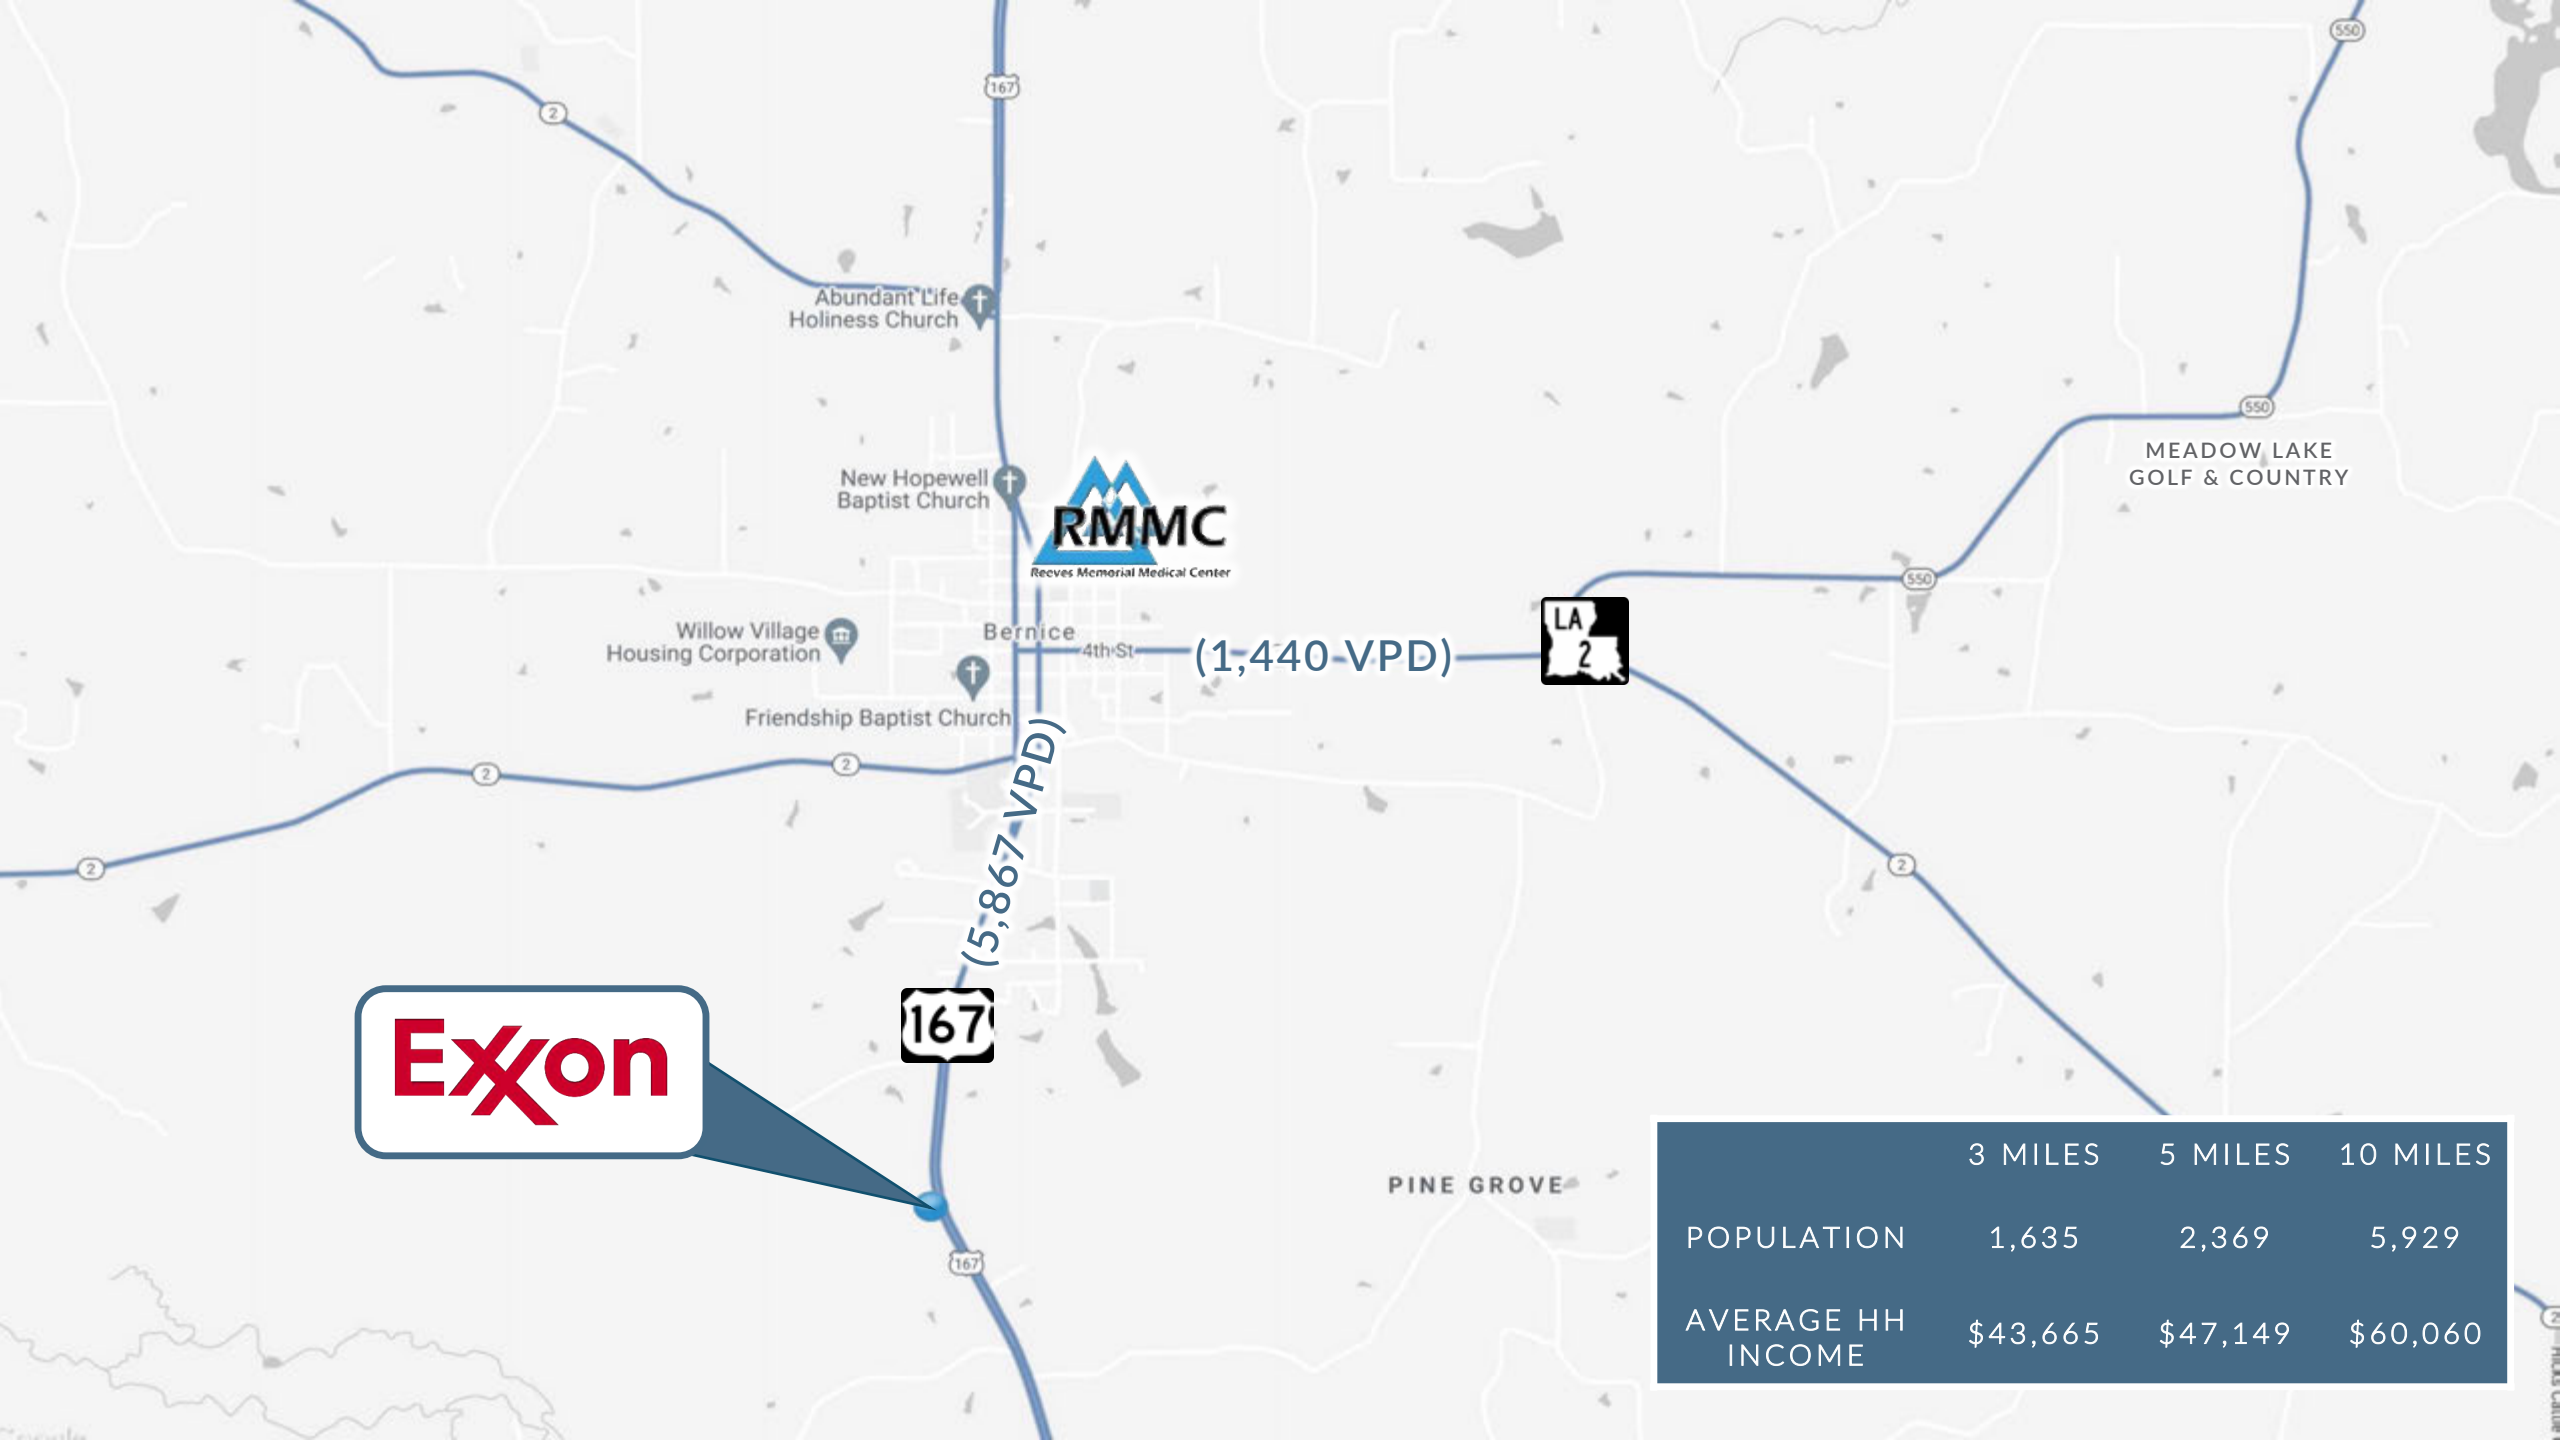 550
167
2
Abundant Life
Holiness Church
550
MEADOW LAKE
GOLF & COUNTRY
New Hopewell
Baptist Church
RMMC
Reeves Memorial Medical Center
550
LA
2
Willow Village
Housing Corporation
Bernice
4th St
(1,440 VPD)
Friendship Baptist Church
(5,867 VPD)
2
2
2
2
167
Exxon
PINE GROVE
167
3 MILES 5 MILES 10 MILES
POPULATION 1,635 2,369 5,929
AVERAGE HH
INCOME $43,665 $47,149 $60,060